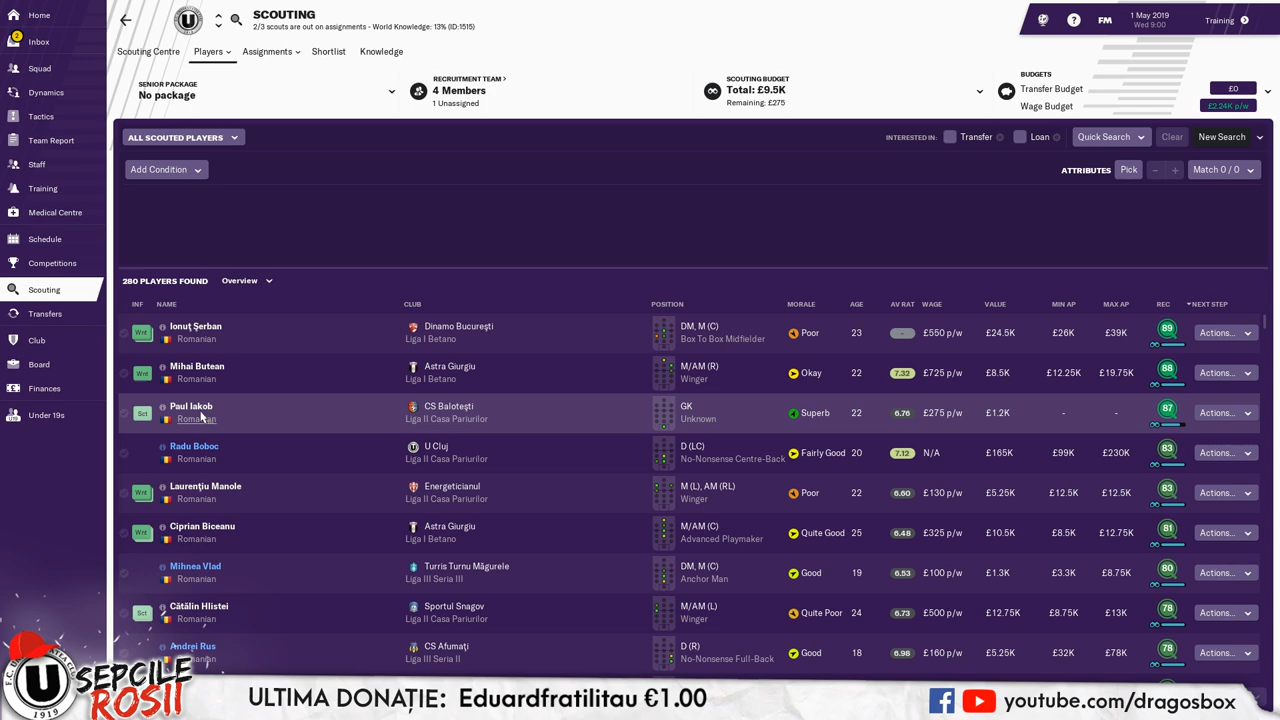 Home
2
Inbox
Squad
Dynamics
Tactics
Team Report
Staff
Training
Medical Centre
Schedule
Competitions
Scouting
Transfers
Club
Board
Finances
Under 19s
SCOUTING
2/3 scouts are out on assignments - World Knowledge: 13% (ID:1515)
? FM 1 May 2019 Wed 9:00 Training
Scouting Centre Players Assignments Shortlist Knowledge
SENIOR PACKAGE
No package
RECRUITMENT TEAM >
4 Members
1 Unassigned
SCOUTING BUDGET
Total: £9.5K
Remaining: £275
BUDGETS
Transfer Budget £0
Wage Budget £2.24K p/w
ALL SCOUTED PLAYERS INTERESTED IN: Transfer Loan Quick Search Clear New Search
Add Condition ATTRIBUTES Pick - + Match 0 / 0
280 PLAYERS FOUND Overview
INF NAME CLUB POSITION MORALE AGE AV RAT WAGE VALUE MIN AP MAX AP REC NEXT STEP
Wnt Ionuț Șerban Dinamo București DM, M (C) Poor 23 - £550 p/w £24.5K £26K £39K 89 Actions...
Romanian Liga I Betano Box To Box Midfielder
Wnt Mihai Butean Astra Giurgiu M/AM (R) Okay 22 7.32 £725 p/w £8.5K £12.25K £19.75K 88 Actions...
Romanian Liga I Betano Winger
Sct Paul Iakob CS Balotești GK Superb 22 6.76 £275 p/w £1.2K - - 87 Actions...
Romanian Liga II Casa Pariurilor Unknown
Radu Boboc U Cluj D (LC) Fairly Good 20 7.12 N/A £165K £99K £230K 83 Actions...
Romanian Liga II Casa Pariurilor No-Nonsense Centre-Back
Wnt Laurențiu Manole Energeticianul M (L), AM (RL) Poor 22 6.60 £130 p/w £5.25K £12.5K £12.5K 83 Actions...
Romanian Liga II Casa Pariurilor Winger
Wnt Ciprian Biceanu Astra Giurgiu M/AM (C) Quite Good 25 6.48 £325 p/w £10.5K £8.5K £12.75K 81 Actions...
Romanian Liga I Betano Advanced Playmaker
Mihnea Vlad Turris Turnu Măgurele DM, M (C) Good 19 6.53 £100 p/w £1.3K £3.3K £8.75K 80 Actions...
Romanian Liga III Seria III Anchor Man
Sct Cătălin Hlistei Sportul Snagov M/AM (L) Quite Poor 24 6.73 £500 p/w £12.75K £8.75K £13K 78 Actions...
Romanian Liga II Casa Pariurilor Winger
Andrei Rus CS Afumați D (R) Good 18 6.98 £160 p/w £5.25K £32K £78K 78 Actions...
Romanian Liga III Seria II No-Nonsense Full-Back
U
1919
SEPCILE
ROSII
ULTIMA DONAȚIE: Eduardfratilitau €1.00 youtube.com/dragosbox